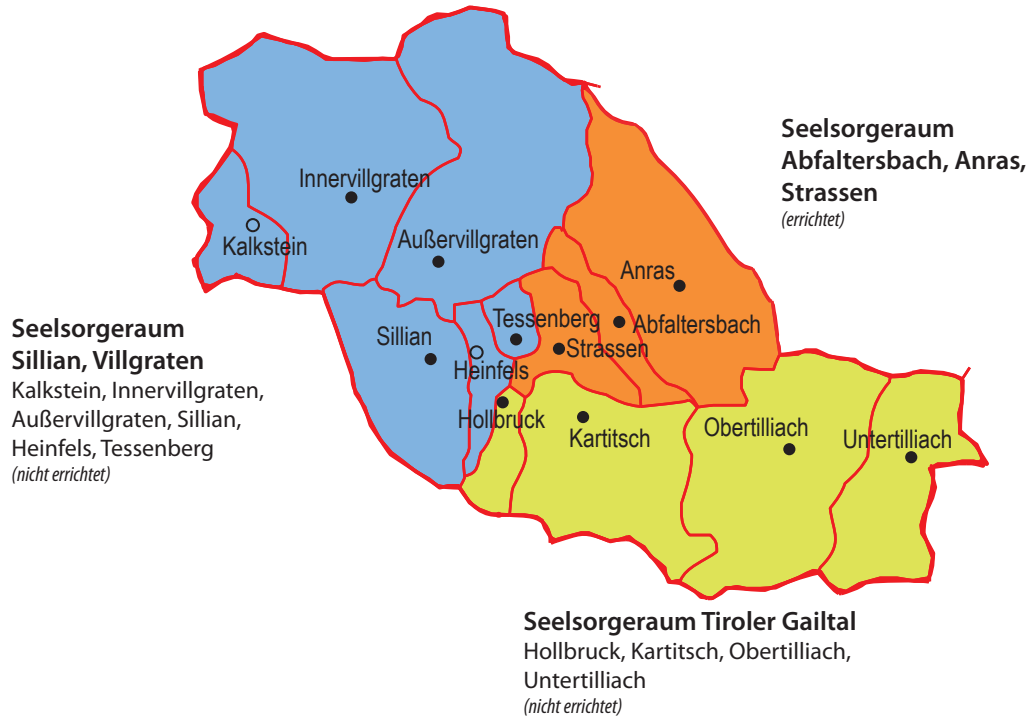 Seelsorgeraum
Abfaltersbach, Anras,
Strassen
(errichtet)
Innervillgraten
Kalkstein
Außervillgraten
Anras
Tessenberg
Abfaltersbach
Sillian
Strassen
Heinfels
Hollbruck
Kartitsch
Obertilliach
Untertilliach
Seelsorgeraum
Sillian, Villgraten
Kalkstein, Innervillgraten,
Außervillgraten, Sillian,
Heinfels, Tessenberg
(nicht errichtet)
Seelsorgeraum Tiroler Gailtal
Hollbruck, Kartitsch, Obertilliach,
Untertilliach
(nicht errichtet)